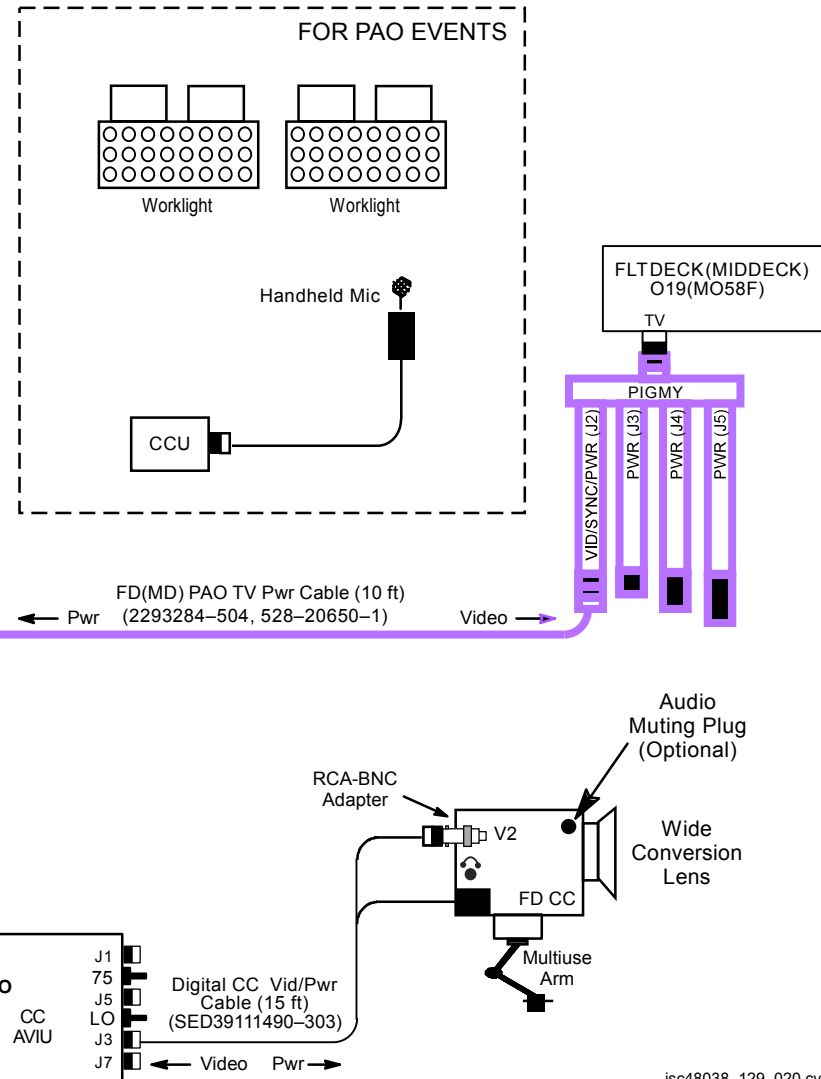 FOR PAO EVENTS
Worklight
Worklight
Handheld Mic
CCU
FLTDECK(MIDDECK)
O19(MO58F)
TV
PIGMY
VID/SYNC/PWR (J2)
PWR (J3)
PWR (J4)
PWR (J5)
FD(MD) PAO TV Pwr Cable (10 ft)
Pwr (2293284–504, 528–20650–1) Video
Audio
Muting Plug
(Optional)
RCA-BNC
Adapter
V2
Wide
Conversion
Lens
FD CC
Multiuse
Arm
O
CC
AVIU
J1
75
J5
LO
J3
J7
Digital CC Vid/Pwr
Cable (15 ft)
(SED39111490–303)
Video Pwr